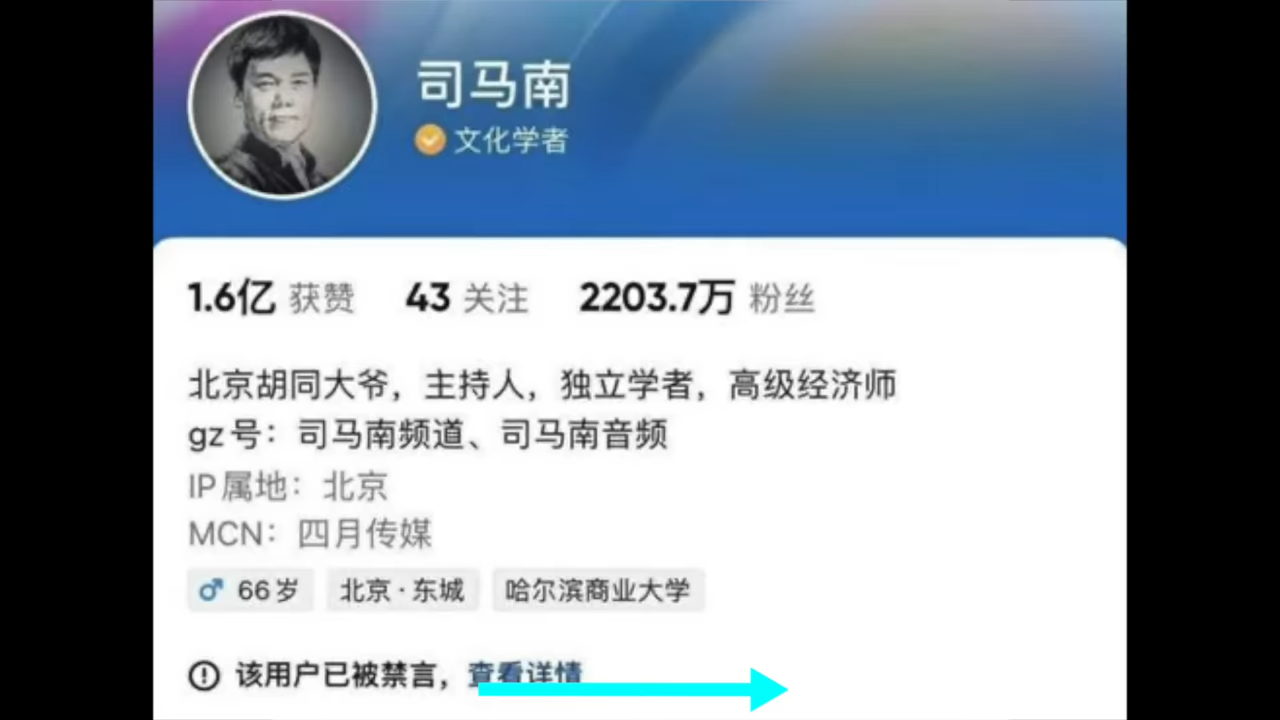 司马南
文化学者
1.6亿 获赞 43 关注 2203.7万 粉丝
北京胡同大爷，主持人，独立学者，高级经济师
gz号：司马南频道、司马南音频
IP属地：北京
MCN：四月传媒
♂ 66岁 北京·东城 哈尔滨商业大学
该用户已被禁言，查看详情